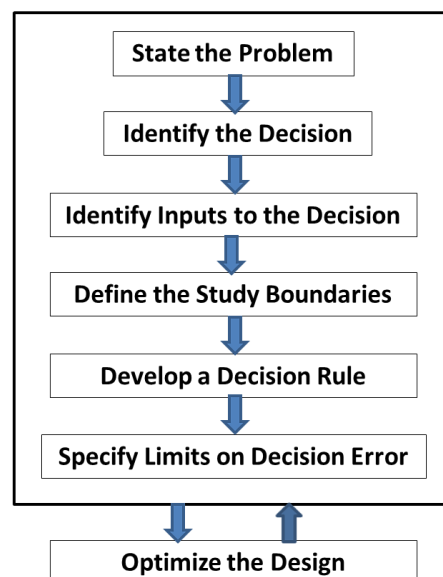 State the Problem
Identify the Decision
Identify Inputs to the Decision
Define the Study Boundaries
Develop a Decision Rule
Specify Limits on Decision Error
Optimize the Design